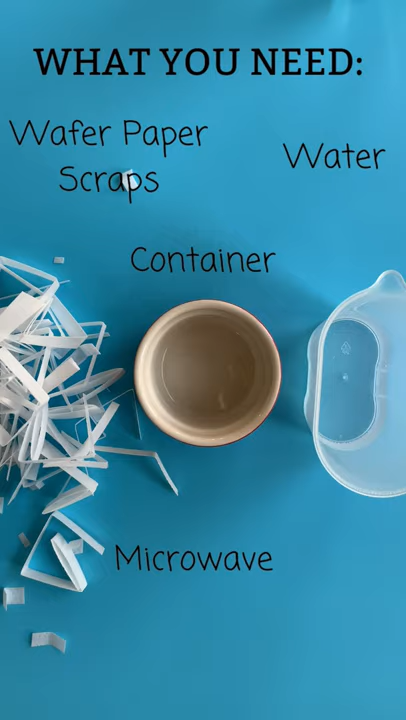 WHAT YOU NEED:
Wafer Paper
Scraps
Water
Container
Microwave